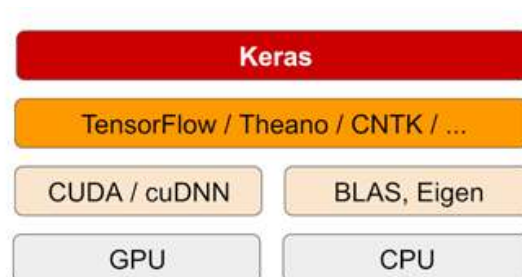 Keras
TensorFlow / Theano / CNTK / ...
CUDA / cuDNN
BLAS, Eigen
GPU
CPU